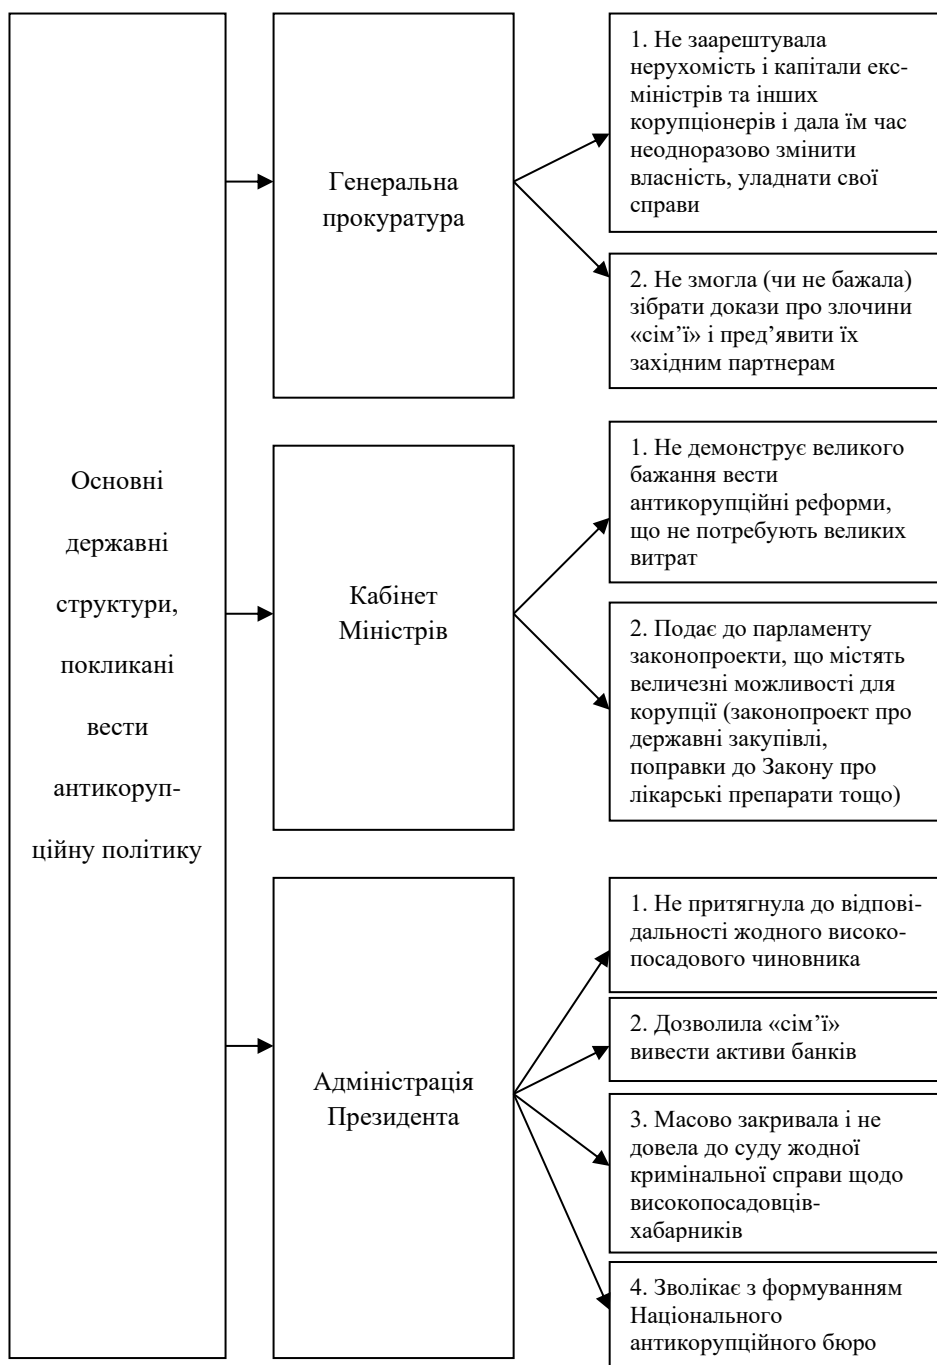 Основні
державні
структури,
покликані
вести
антикоруп-
ційну політику
Генеральна
прокуратура
1. Не заарештувала
нерухомість і капітали екс-
міністрів та інших
корупціонерів і дала їм час
неодноразово змінити
власність, уладнати свої
справи
2. Не змогла (чи не бажала)
зібрати докази про злочини
«сім’ї» і пред’явити їх
західним партнерам
Кабінет
Міністрів
1. Не демонструє великого
бажання вести
антикорупційні реформи,
що не потребують великих
витрат
2. Подає до парламенту
законопроекти, що містять
величезні можливості для
корупції (законопроект про
державні закупівлі,
поправки до Закону про
лікарські препарати тощо)
Адміністрація
Президента
1. Не притягнула до відпові-
дальності жодного високо-
посадового чиновника
2. Дозволила «сім’ї»
вивести активи банків
3. Масово закривала і не
довела до суду жодної
кримінальної справи щодо
високопосадовців-
хабарників
4. Зволікає з формуванням
Національного
антикорупційного бюро